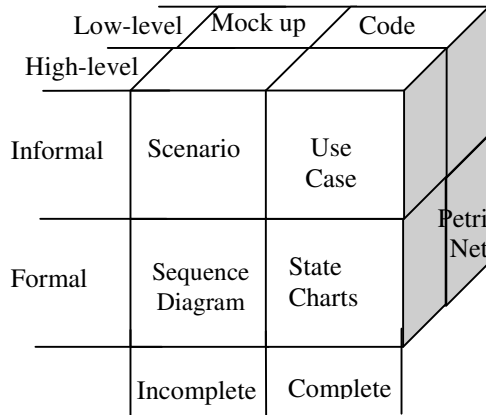 Low-level
Mock up
Code
High-level
Informal
Scenario
Use
Case
Petri
Net
Formal
Sequence
Diagram
State
Charts
Incomplete
Complete